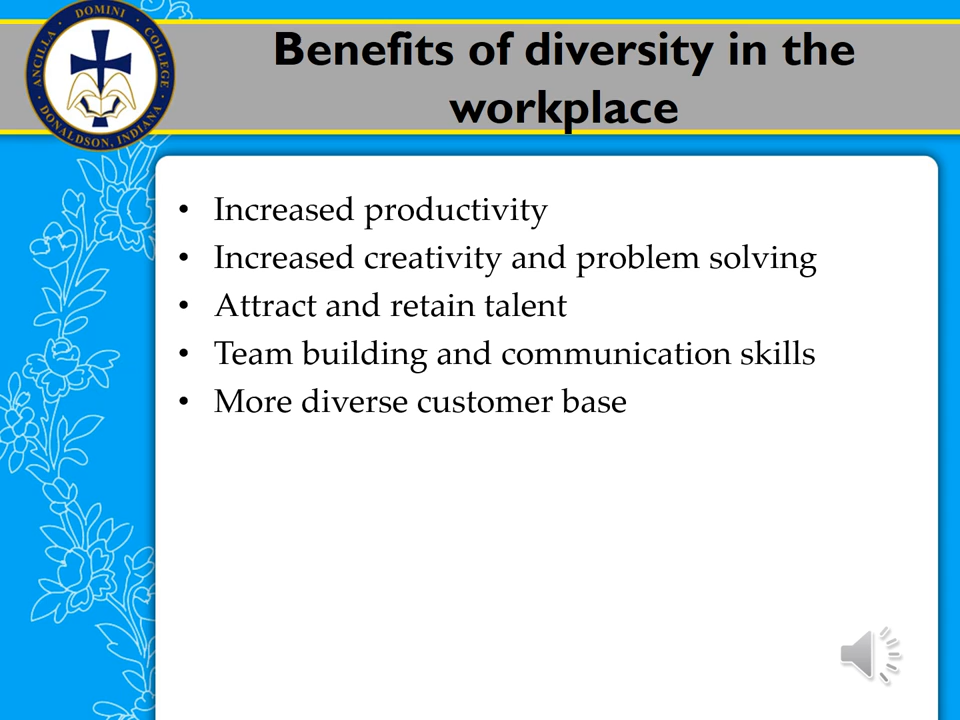 ANCILLA · DOMINI · COLLEGE
DONALDSON, INDIANA
Benefits of diversity in the
workplace
• Increased productivity
• Increased creativity and problem solving
• Attract and retain talent
• Team building and communication skills
• More diverse customer base